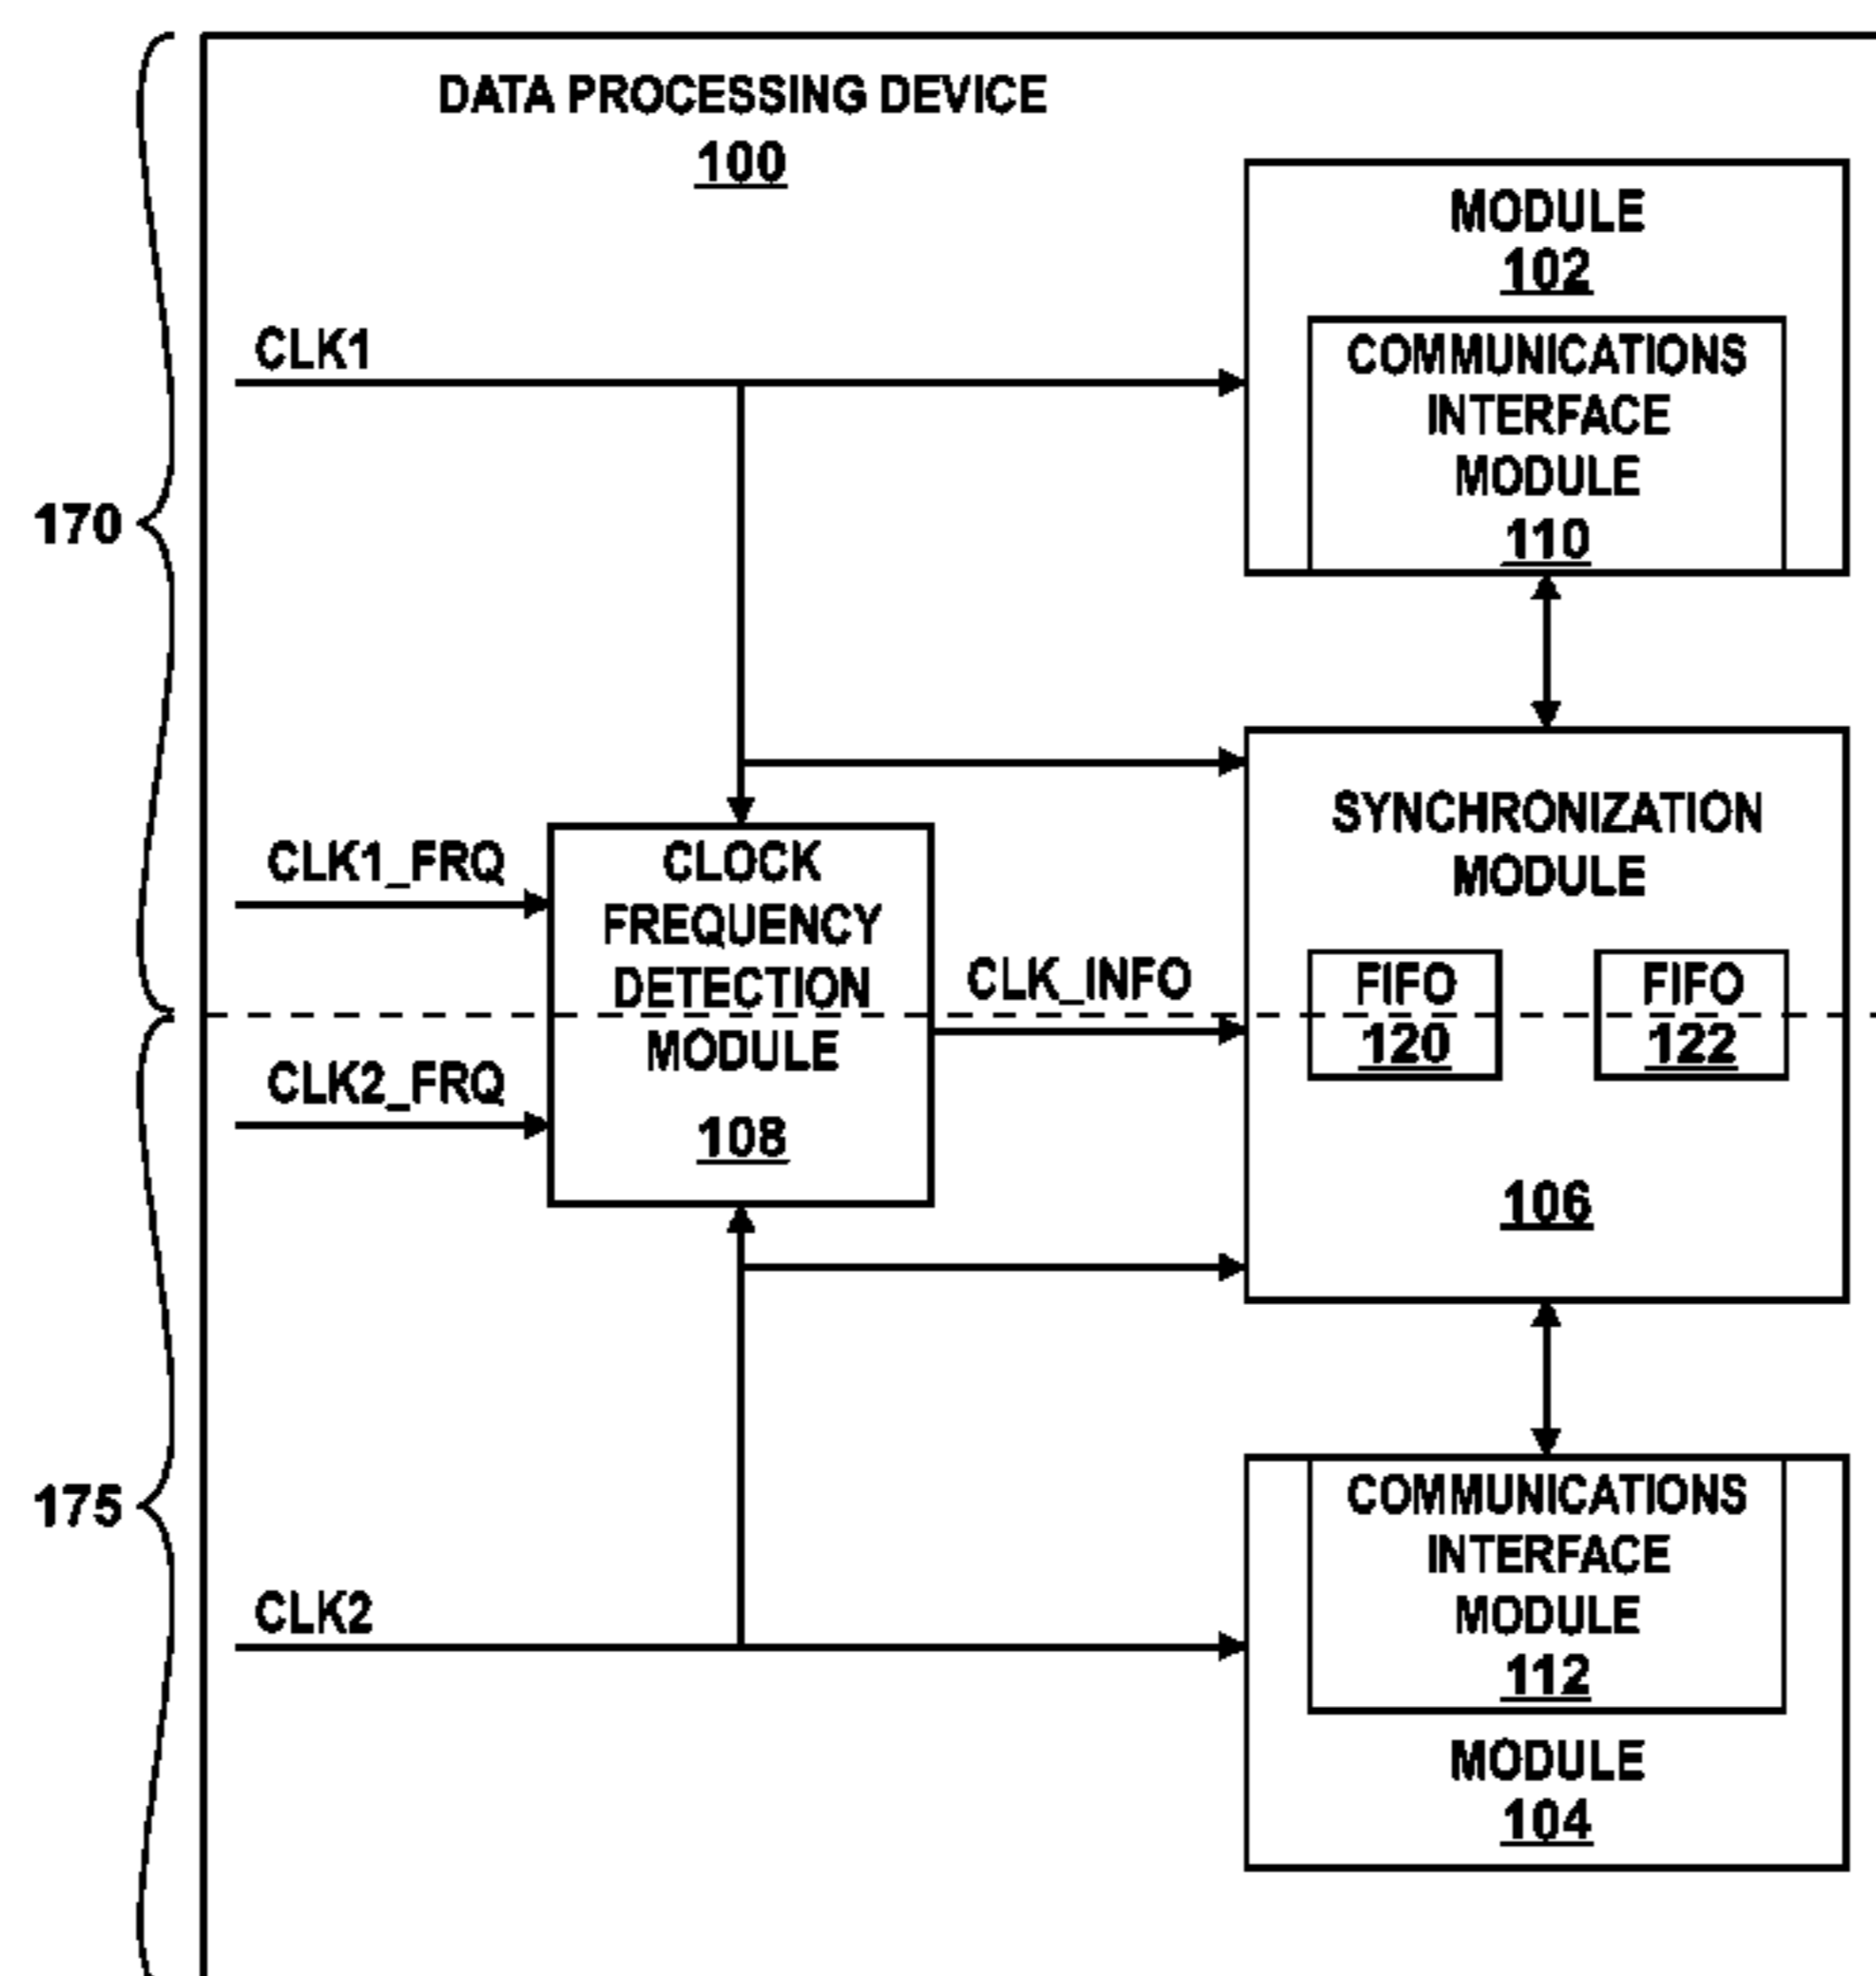 DATA PROCESSING DEVICE
100
MODULE
102
CLK1
COMMUNICATIONS
INTERFACE
MODULE
110
170
SYNCHRONIZATION
MODULE
CLK1_FRQ
CLOCK
FREQUENCY
DETECTION
MODULE
108
CLK_INFO
FIFO
120
FIFO
122
CLK2_FRQ
106
175
COMMUNICATIONS
INTERFACE
MODULE
112
CLK2
MODULE
104